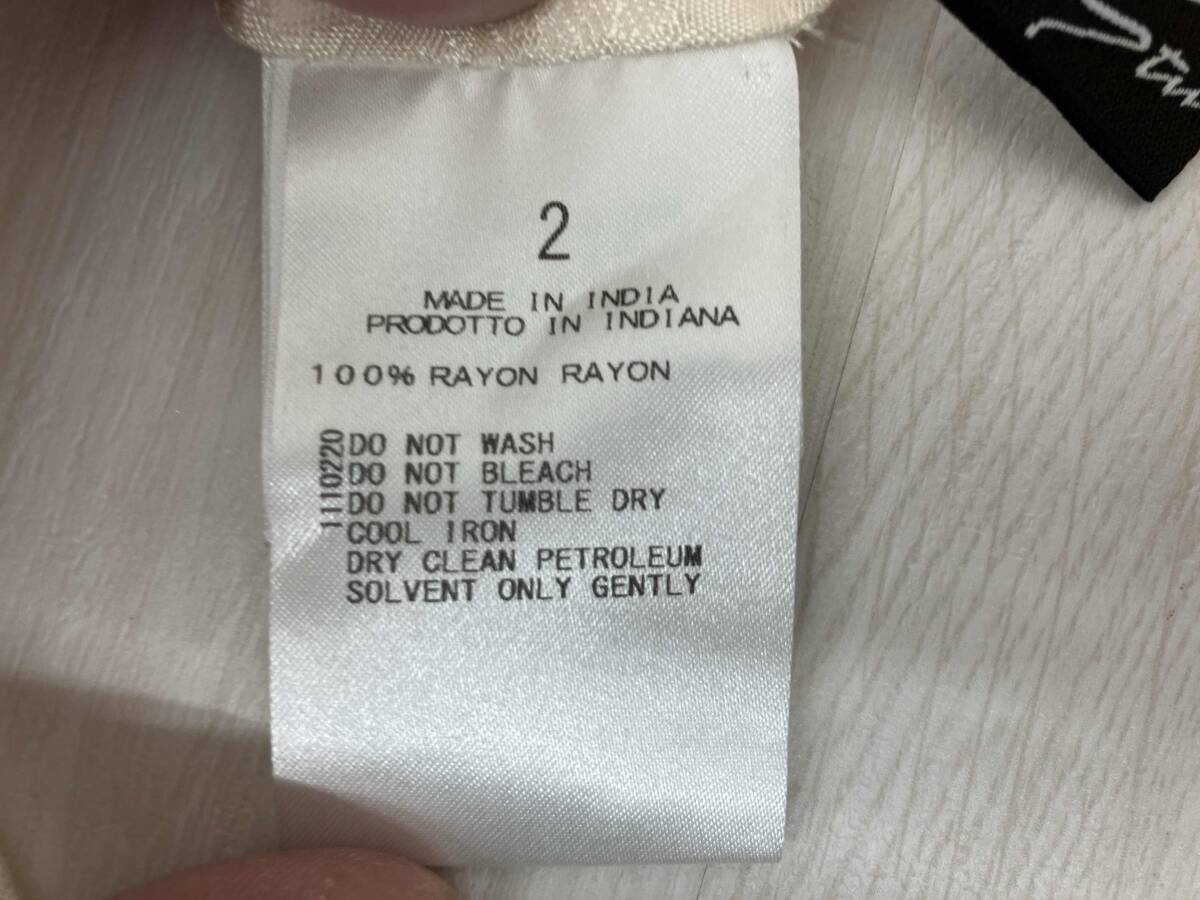 2
MADE IN INDIA
PRODOTTO IN INDIANA
100% RAYON RAYON
1110220
DO NOT WASH
DO NOT BLEACH
DO NOT TUMBLE DRY
COOL IRON
DRY CLEAN PETROLEUM
SOLVENT ONLY GENTLY